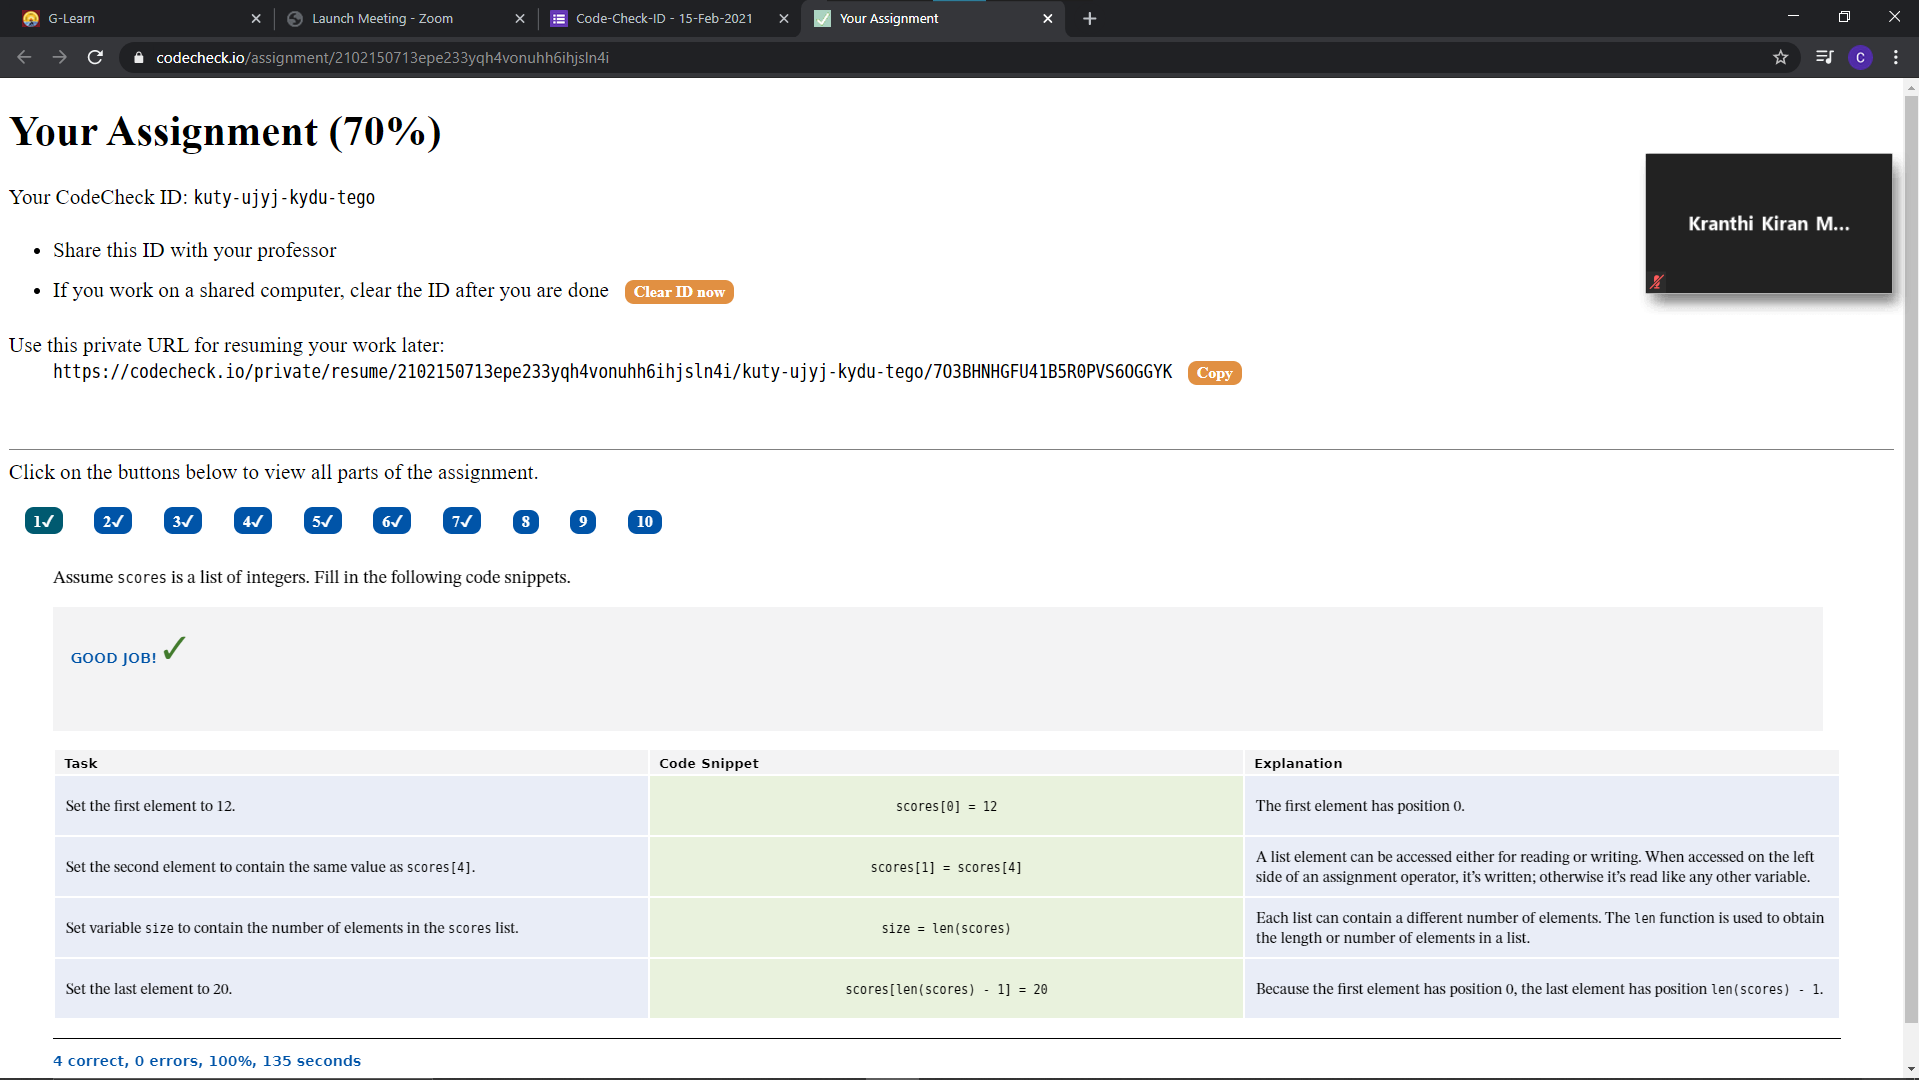 G-Learn
Launch Meeting - Zoom
Code-Check-ID - 15-Feb-2021
Your Assignment
codecheck.io/assignment/2102150713epe233yqh4vonuhh6ihjsln4i
C
Your Assignment (70%)
Your CodeCheck ID: kuty-ujyj-kydu-tego
• Share this ID with your professor
• If you work on a shared computer, clear the ID after you are done Clear ID now
Kranthi Kiran M...
Use this private URL for resuming your work later:
https://codecheck.io/private/resume/2102150713epe233yqh4vonuhh6ihjsln4i/kuty-ujyj-kydu-tego/7O3BHNHGFU41B5R0PVS6OGGYK Copy
Click on the buttons below to view all parts of the assignment.
1✓ 2✓ 3✓ 4✓ 5✓ 6✓ 7✓ 8 9 10
Assume scores is a list of integers. Fill in the following code snippets.
GOOD JOB! ✓
Task Code Snippet Explanation
Set the first element to 12. scores[0] = 12 The first element has position 0.
Set the second element to contain the same value as scores[4]. scores[1] = scores[4] A list element can be accessed either for reading or writing. When accessed on the left
side of an assignment operator, it’s written; otherwise it’s read like any other variable.
Set variable size to contain the number of elements in the scores list. size = len(scores) Each list can contain a different number of elements. The len function is used to obtain
the length or number of elements in a list.
Set the last element to 20. scores[len(scores) - 1] = 20 Because the first element has position 0, the last element has position len(scores) - 1.
4 correct, 0 errors, 100%, 135 seconds